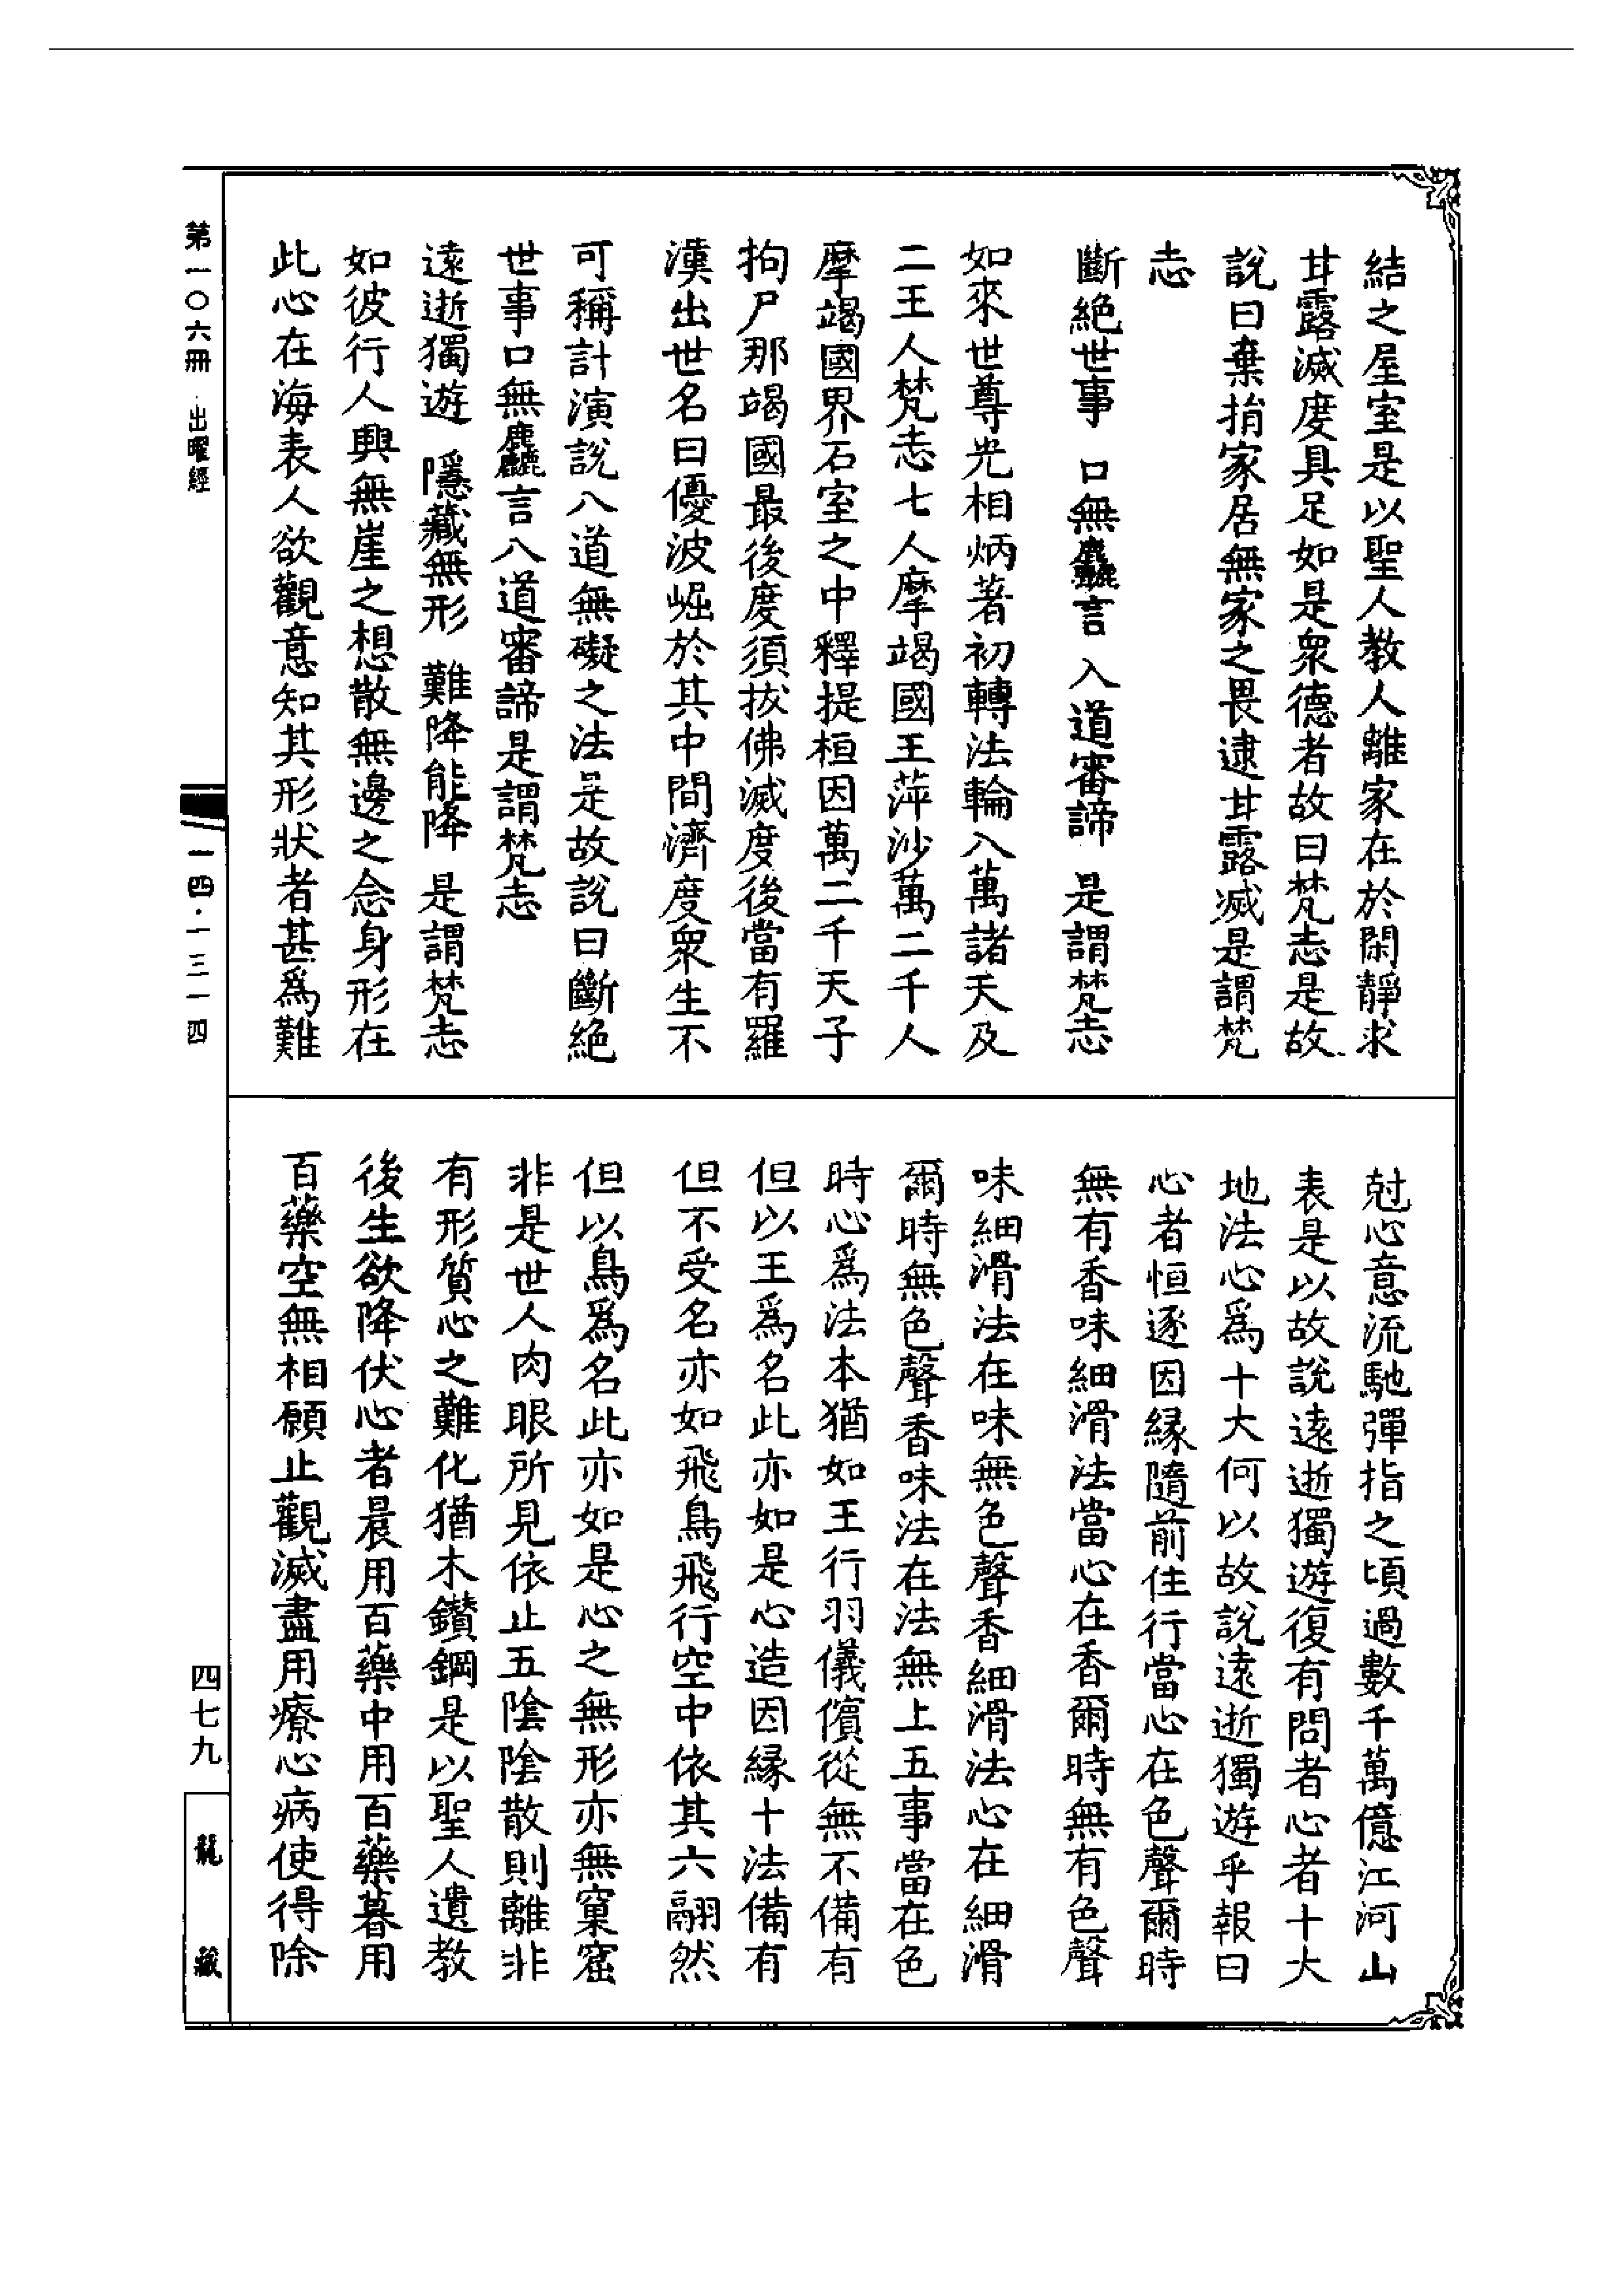 結之屋室是以聖人教人離家在於閑靜求
甘露滅度具足如是衆德者故曰梵志是故
說曰棄捐家居無家之畏逮甘露滅是謂梵
志
斷絕世事 口無麤言 入道審諦 是謂梵志
如來世尊光相炳著初轉法輪八萬諸天及
二王人梵志七人摩竭國王蓱沙萬二千人
摩竭國界石室之中釋提桓因萬二千天子
拘尸那竭國最後度須拔佛滅度後當有羅
漢出世名曰優波崛於其中間濟度衆生不
可稱計演說八道無礙之法是故說曰斷絕
世事口無麤言八道審諦是謂梵志
遠逝獨遊 隱藏無形 難降能降 是謂梵志
如彼行人興無崖之想散無邊之念身形在
此心在海表人欲觀意知其形狀者甚爲難
尅心意流馳彈指之頃過數千萬億江河山
表是以故說遠逝獨遊復有問者心者十大
地法心爲十大何以故說遠逝獨遊乎報曰
心者恒逐因緣隨前住行當心在色聲爾時
無有香味細滑法當心在香爾時無有色聲
味細滑法在味無色聲香細滑法心在細滑
爾時無色聲香味法在法無上五事當在色
時心爲法本猶如王行羽儀儐從無不備有
但以王爲名此亦如是心造因緣十法備有
但不受名亦如飛鳥飛行空中依其六翮然
但以鳥爲名此亦如是心之無形亦無窠窟
非是世人肉眼所見依止五陰陰散則離非
有形質心之難化猶木鑽鋼是以聖人遺教
後生欲降伏心者晨用百藥中用百藥暮用
百藥空無相願止觀滅盡用療心病使得除
第一〇六冊 出曜經
一四·一三一四
四七九
龍藏